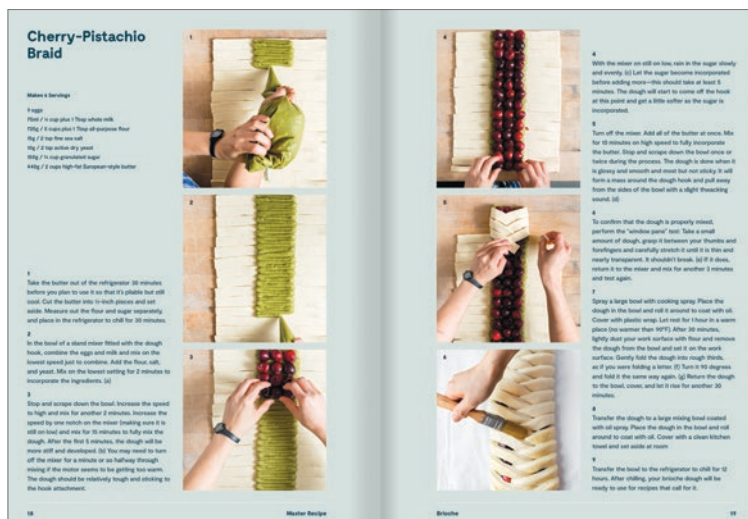 Cherry-Pistachio
Braid
Makes 6 Servings
9 eggs
75ml / ¼ cup plus 1 Tbsp whole milk
725g / 5 cups plus 1 Tbsp all-purpose flour
15g / 2 tsp fine sea salt
10g / 2 tsp active dry yeast
150g / ¾ cup granulated sugar
445g / 2 cups high-fat European-style butter
1
Take the butter out of the refrigerator 30 minutes
before you plan to use it so that it's pliable but still
cool. Cut the butter into ½-inch pieces and set
aside. Measure out the flour and sugar separately,
and place in the refrigerator to chill for 30 minutes.
2
In the bowl of a stand mixer fitted with the dough
hook, combine the eggs and milk and mix on the
lowest speed just to combine. Add the flour, salt,
and yeast. Mix on the lowest setting for 2 minutes to
incorporate the ingredients. (a)
3
Stop and scrape down the bowl. Increase the speed
to high and mix for another 2 minutes. Increase the
speed by one notch on the mixer (making sure it is
still on low) and mix for 15 minutes to fully mix the
dough. After the first 5 minutes, the dough will be
more stiff and developed. (b) You may need to turn
off the mixer for a minute or so halfway through
mixing if the motor seems to be getting too warm.
The dough should be relatively tough and sticking to
the hook attachment.
18
Master Recipe
1
2
3
4
5
6
4
With the mixer on still on low, rain in the sugar slowly
and evenly. (c) Let the sugar become incorporated
before adding more—this should take at least 5
minutes. The dough will start to come off the hook
at this point and get a little softer as the sugar is
incorporated.
5
Turn off the mixer. Add all of the butter at once. Mix
for 10 minutes on high speed to fully incorporate
the butter. Stop and scrape down the bowl once or
twice during the process. The dough is done when it
is glossy and smooth and moist but not sticky. It will
form a mass around the dough hook and pull away
from the sides of the bowl with a slight thwacking
sound. (d)
6
To confirm that the dough is properly mixed,
perform the "window pane" test: Take a small
amount of dough, grasp it between your thumbs and
forefingers and carefully stretch it until it is thin and
nearly transparent. It shouldn't break. (e) If it does,
return it to the mixer and mix for another 2 minutes
and test again.
7
Spray a large bowl with cooking spray. Place the
dough in the bowl and roll it around to coat with oil.
Cover with plastic wrap. Let rest for 1 hour in a warm
place (no warmer than 90°F). After 30 minutes,
lightly dust your work surface with flour and remove
the dough from the bowl and set it on the work
surface. Gently fold the dough into rough thirds,
as if you were folding a letter. (f) Turn it 90 degrees
and fold it the same way again. (g) Return the dough
to the bowl, cover, and let it rise for another 30
minutes.
8
Transfer the dough to a large mixing bowl coated
with oil spray. Place the dough in the bowl and roll
around to coat with oil. Cover with a clean kitchen
towel and set aside at room
9
Transfer the bowl to the refrigerator to chill for 12
hours. After chilling, your brioche dough will be
ready to use for recipes that call for it.
Brioche
19